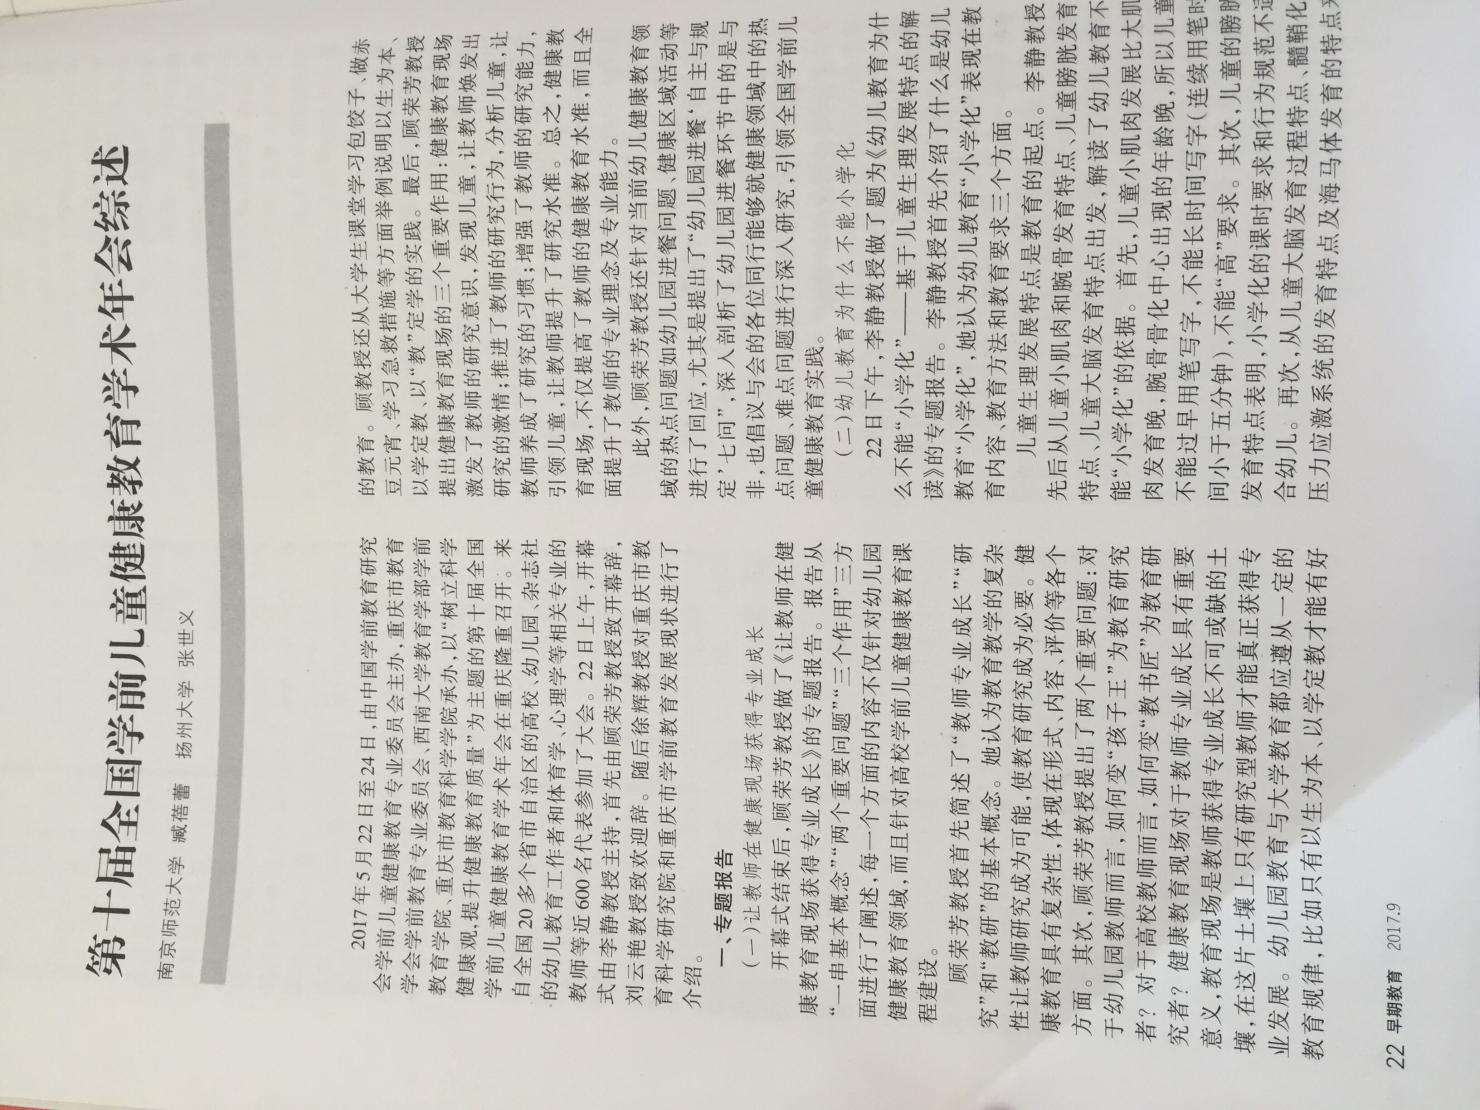 第十届全国学前儿童健康教育学术年会综述
南京师范大学 臧蓓蕾 扬州大学 张世义
2017年5月22日至24日，由中国学前教育研究
会学前儿童健康教育专业委员会主办，重庆市教育
学会学前教育专业委员会、西南大学教育学部学前
教育学院、重庆市教育科学学院承办，以“树立科学
健康观，提升健康教育质量”为主题的第十届全国
学前儿童健康教育学术年会在重庆隆重召开。来
自全国20多个省市自治区的高校、幼儿园、杂志社
的幼儿教育工作者和体育学、心理学等相关专业的
教师等近600名代表参加了大会。22日上午，开幕
式由李静教授主持，首先由顾荣芳教授致开幕辞，
刘云艳教授致欢迎辞。随后徐辉教授对重庆市教
育科学研究院和重庆市学前教育发展现状进行了
介绍。
一、专题报告
（一）让教师在健康现场获得专业成长
开幕式结束后，顾荣芳教授做了《让教师在健
康教育现场获得专业成长》的专题报告。报告从
“一串基本概念”“两个重要问题”“三个作用”三方
面进行了阐述，每一个方面的内容不仅针对幼儿园
健康教育领域，而且针对高校学前儿童健康教育课
程建设。
顾荣芳教授首先简述了“教师专业成长”“研
究”和“教研”的基本概念。她认为教育教学的复杂
性让教师研究成为可能，使教育研究成为必要。健
康教育具有复杂性，体现在形式、内容、评价等各个
方面。其次，顾荣芳教授提出了两个重要问题：对
于幼儿园教师而言，如何变“孩子王”为教育研究
者？对于高校教师而言，如何变“教书匠”为教育研
究者？健康教育现场对于教师专业成长具有重要
意义，教育现场是教师获得专业成长不可或缺的土
壤，在这片土壤上只有研究型教师才能真正获得专
业发展。幼儿园教育与大学教育都应遵从一定的
教育规律，比如只有以生为本、以学定教才能有好
的教育。顾教授还从大学生课堂学习包饺子、做赤
豆元宵、学习急救措施等方面举例说明以生为本、
以学定教、以“教”定学的实践。最后，顾荣芳教授
提出健康教育现场的三个重要作用：健康教育现场
激发了教师的研究意识，发现儿童，让教师焕发出
研究的激情；推进了教师的研究行为，分析儿童，让
教师养成了研究的习惯；增强了教师的研究能力，
引领儿童，让教师提升了研究水准。总之，健康教
育现场，不仅提高了教师的健康教育水准，而且全
面提升了教师的专业理念及专业能力。
此外，顾荣芳教授还针对当前幼儿健康教育领
域的热点问题如幼儿园进餐问题、健康区域活动等
进行了回应，尤其是提出了“幼儿园进餐‘自主与规
定’七问”，深入剖析了幼儿园进餐环节中的是与
非，也倡议与会的各位同行能够就健康领域中的热
点问题、难点问题进行深入研究，引领全国学前儿
童健康教育实践。
（二）幼儿教育为什么不能小学化
22日下午，李静教授做了题为《幼儿教育为什
么不能“小学化”——基于儿童生理发展特点的解
读》的专题报告。李静教授首先介绍了什么是幼儿
教育“小学化”，她认为幼儿教育“小学化”表现在教
育内容、教育方法和教育要求三个方面。
儿童生理发展特点是教育的起点。李静教授
先后从儿童小肌肉和腕骨发育特点、儿童膀胱发育
特点、儿童大脑发育特点出发，解读了幼儿教育不
能“小学化”的依据。首先，儿童小肌肉发展比大肌
肉发育晚，腕骨骨化中心出现的年龄晚，所以儿童
不能过早用笔写字，不能长时间写字（连续用笔时
间小于五分钟），不能“高”要求。其次，儿童的膀胱
发育特点表明，小学化的课时要求和行为规范不适
合幼儿。再次，从儿童大脑发育过程特点、髓鞘化
压力应激系统的发育特点及海马体发育的特点
22 早期教育 2017.9